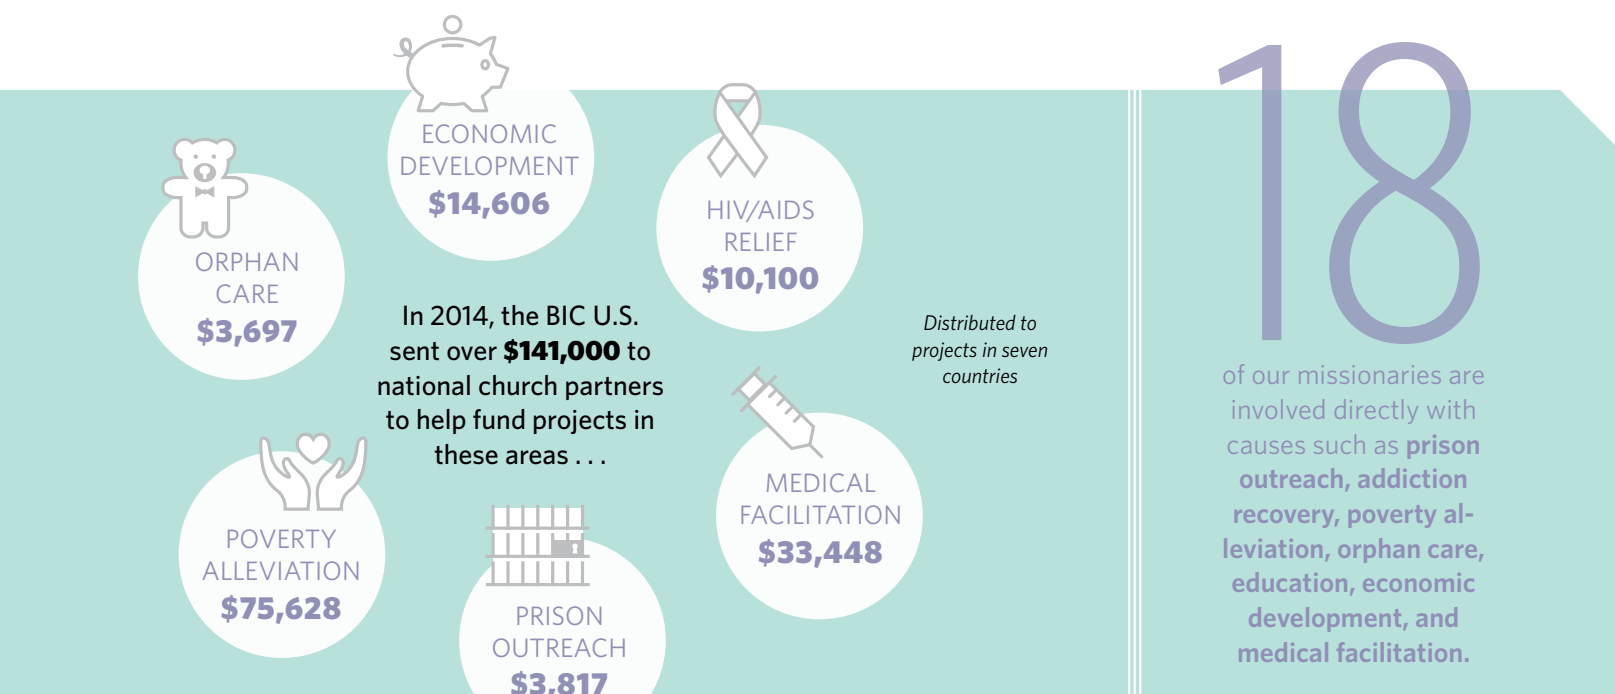 ECONOMIC
DEVELOPMENT
$14,606
HIV/AIDS
RELIEF
$10,100
ORPHAN
CARE
$3,697
In 2014, the BIC U.S.
sent over $141,000 to
national church partners
to help fund projects in
these areas . . .
Distributed to
projects in seven
countries
MEDICAL
FACILITATION
$33,448
POVERTY
ALLEVIATION
$75,628
PRISON
OUTREACH
$3,817
18
of our missionaries are
involved directly with
causes such as prison
outreach, addiction
recovery, poverty al-
leviation, orphan care,
education, economic
development, and
medical facilitation.